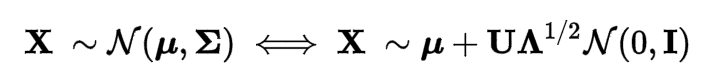 𝐗 ∼ 𝒩(𝝁, 𝚺) ⟺ 𝐗 ∼ 𝝁 + 𝐔𝚲^{1/2}𝒩(0, 𝐈)